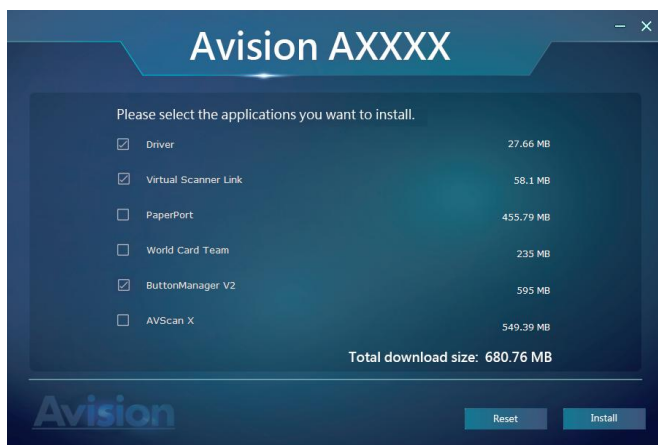 Avision AXXXX
Please select the applications you want to install.
Driver 27.66 MB
Virtual Scanner Link 58.1 MB
PaperPort 455.79 MB
World Card Team 235 MB
ButtonManager V2 595 MB
AVScan X 549.39 MB
Total download size: 680.76 MB
Avision
Reset Install